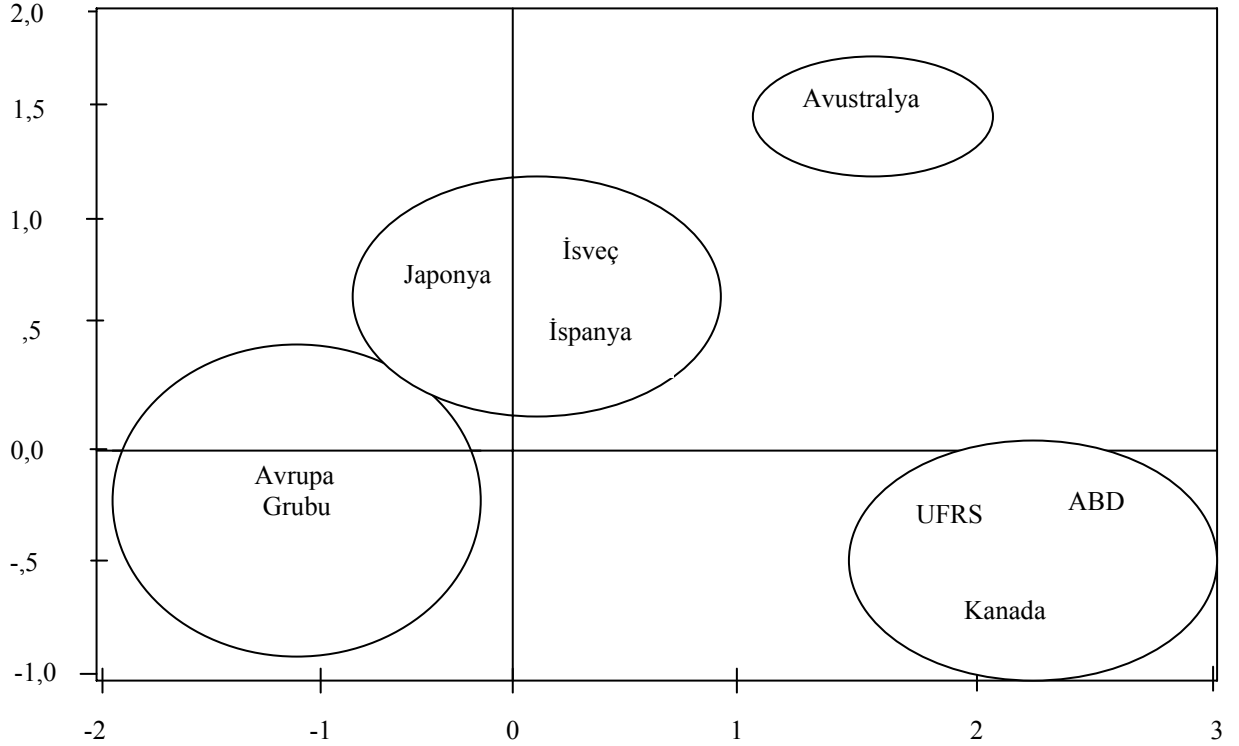 2,0
Avustralya
1,5
1,0
İsveç
Japonya
,5
İspanya
0,0
Avrupa
Grubu
UFRS
ABD
-,5
Kanada
-1,0
-2 -1 0 1 2 3